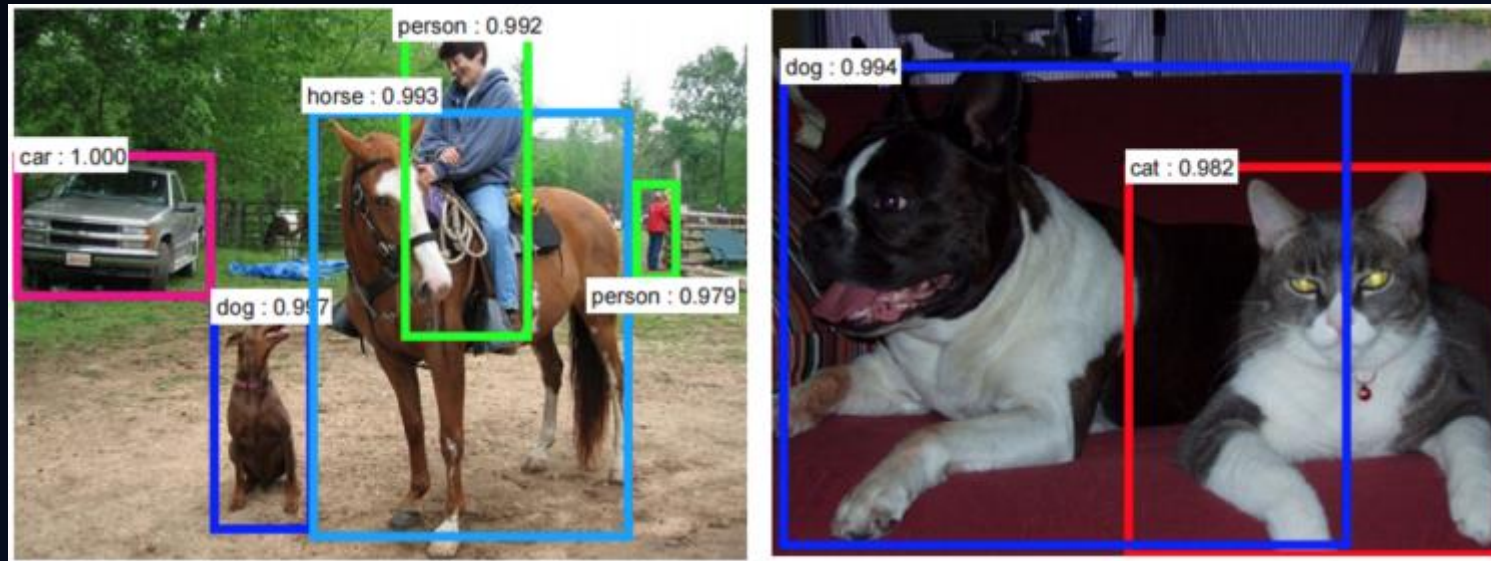 person : 0.992
horse : 0.993
car : 1.000
dog : 0.997
person : 0.979
dog : 0.994
cat : 0.982